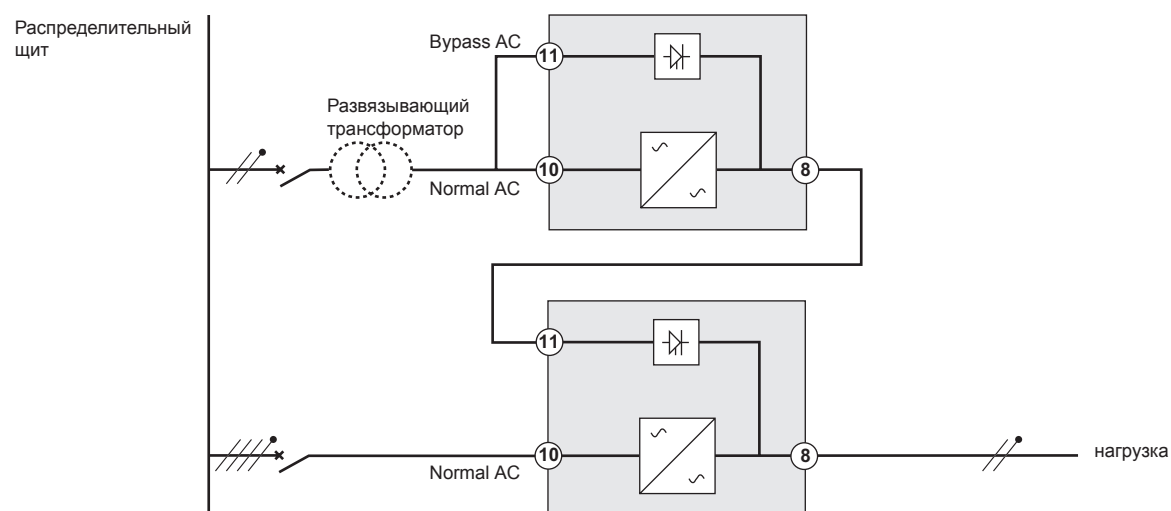 Распределительный
щит
Bypass AC
11
Развязывающий
трансформатор
10
8
Normal AC
11
10
8
Normal AC
нагрузка